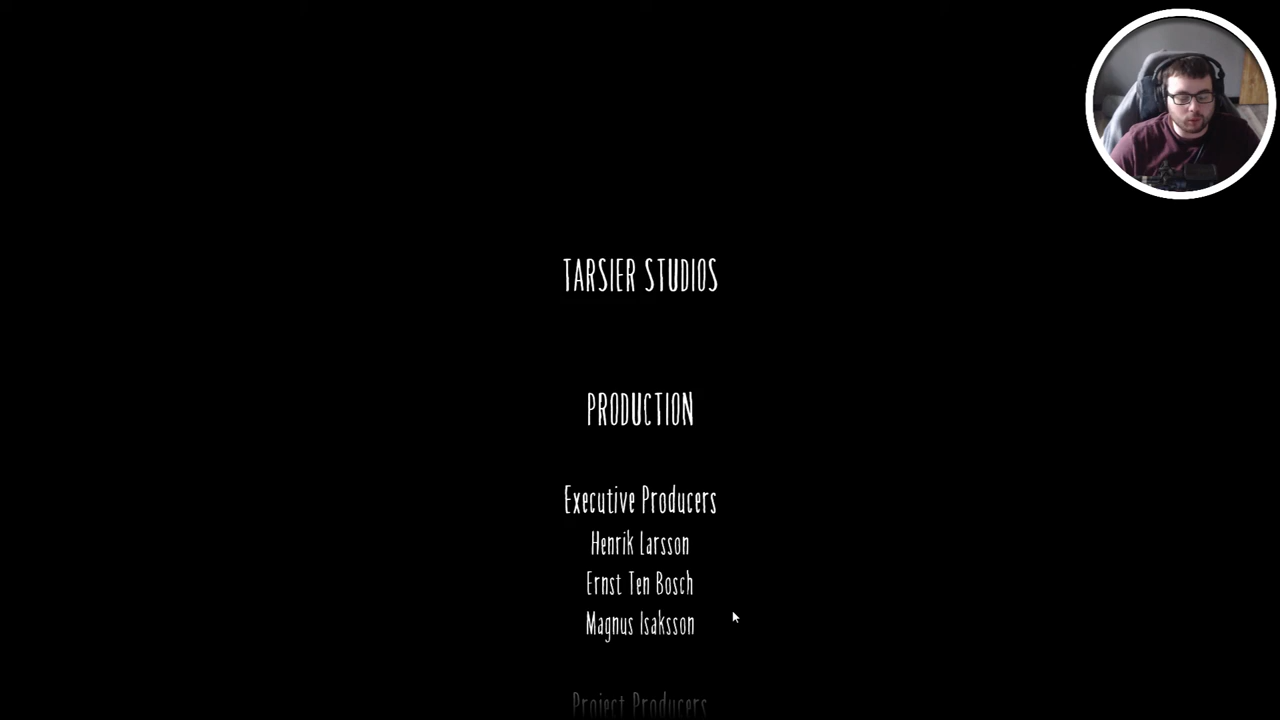 TARSIER STUDIOS
PRODUCTION
Executive Producers
Henrik Larsson
Ernst Ten Bosch
Magnus Isaksson
Project Producers